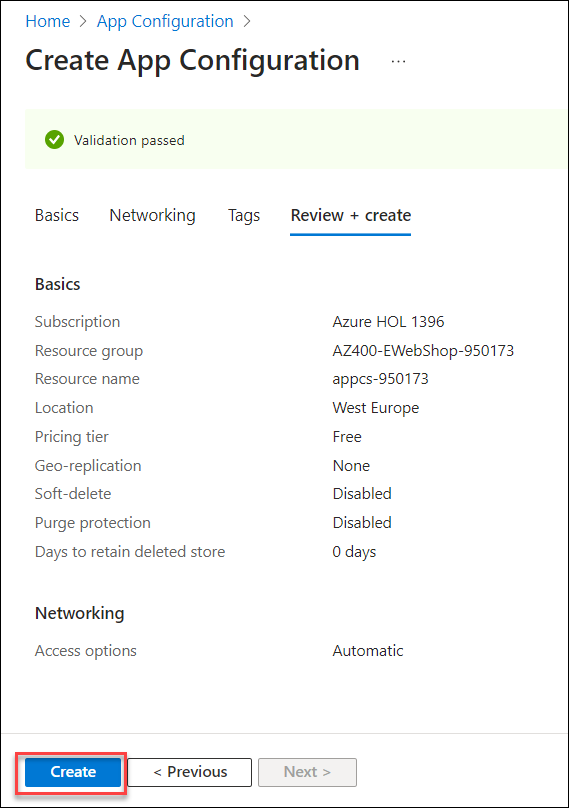 Home > App Configuration >
Create App Configuration ...
Validation passed
Basics Networking Tags Review + create
Basics
Subscription Azure HOL 1396
Resource group AZ400-EWebShop-950173
Resource name appcs-950173
Location West Europe
Pricing tier Free
Geo-replication None
Soft-delete Disabled
Purge protection Disabled
Days to retain deleted store 0 days
Networking
Access options Automatic
Create < Previous Next >